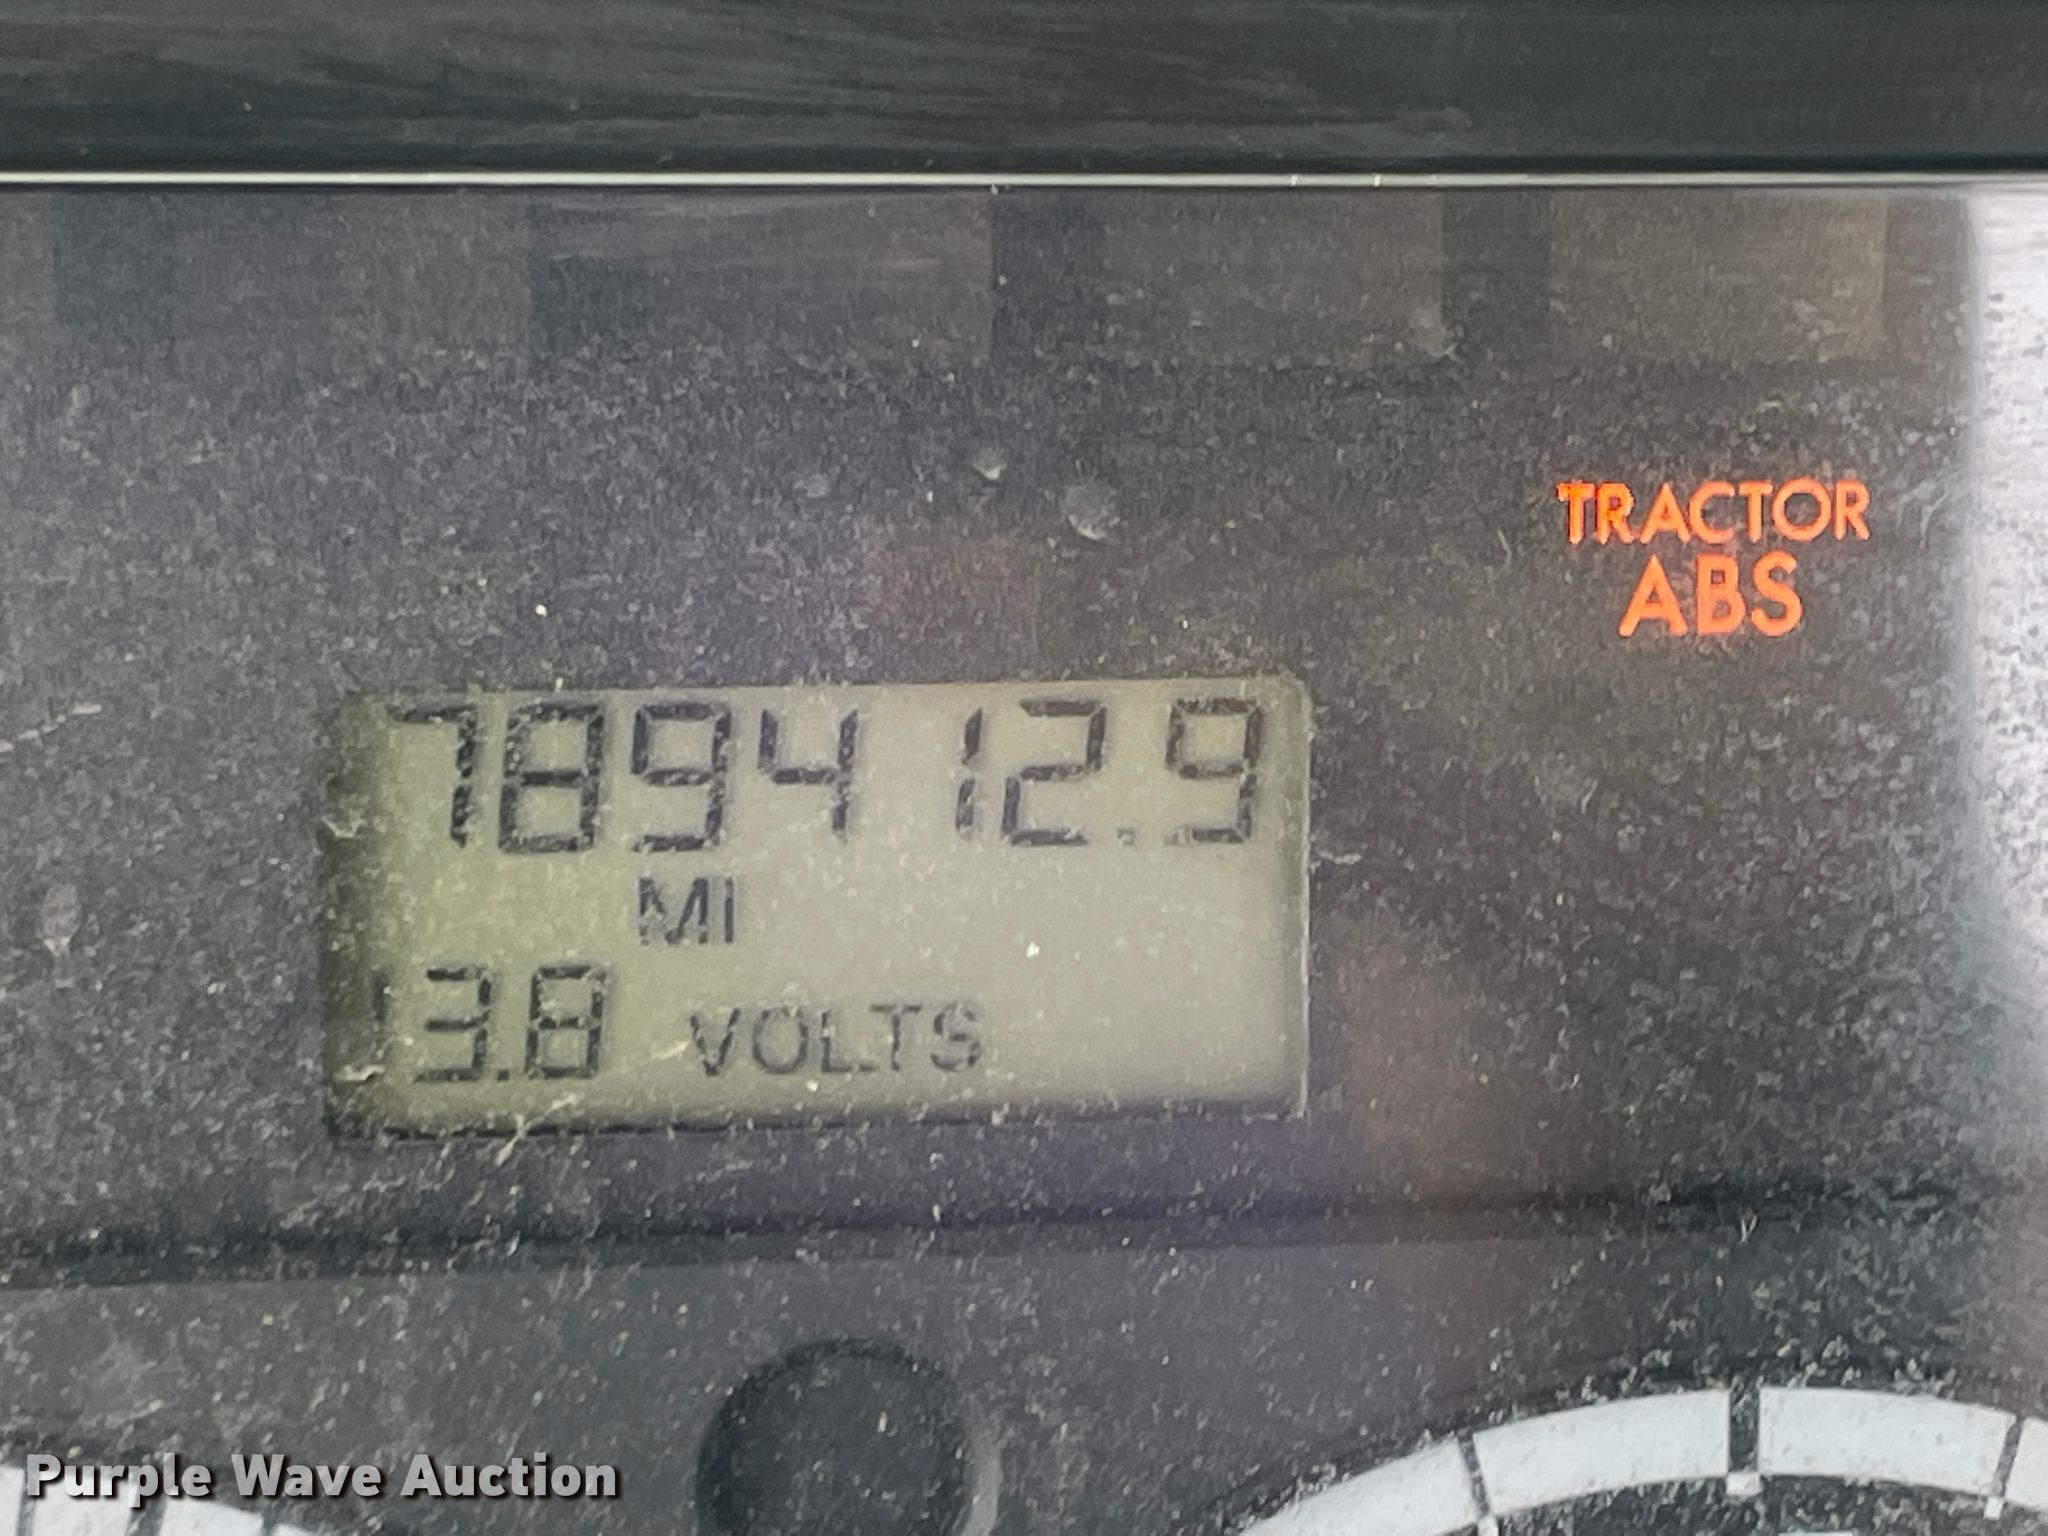 TRACTOR
ABS
789412.9
MI
13.8 VOLTS
Purple Wave Auction